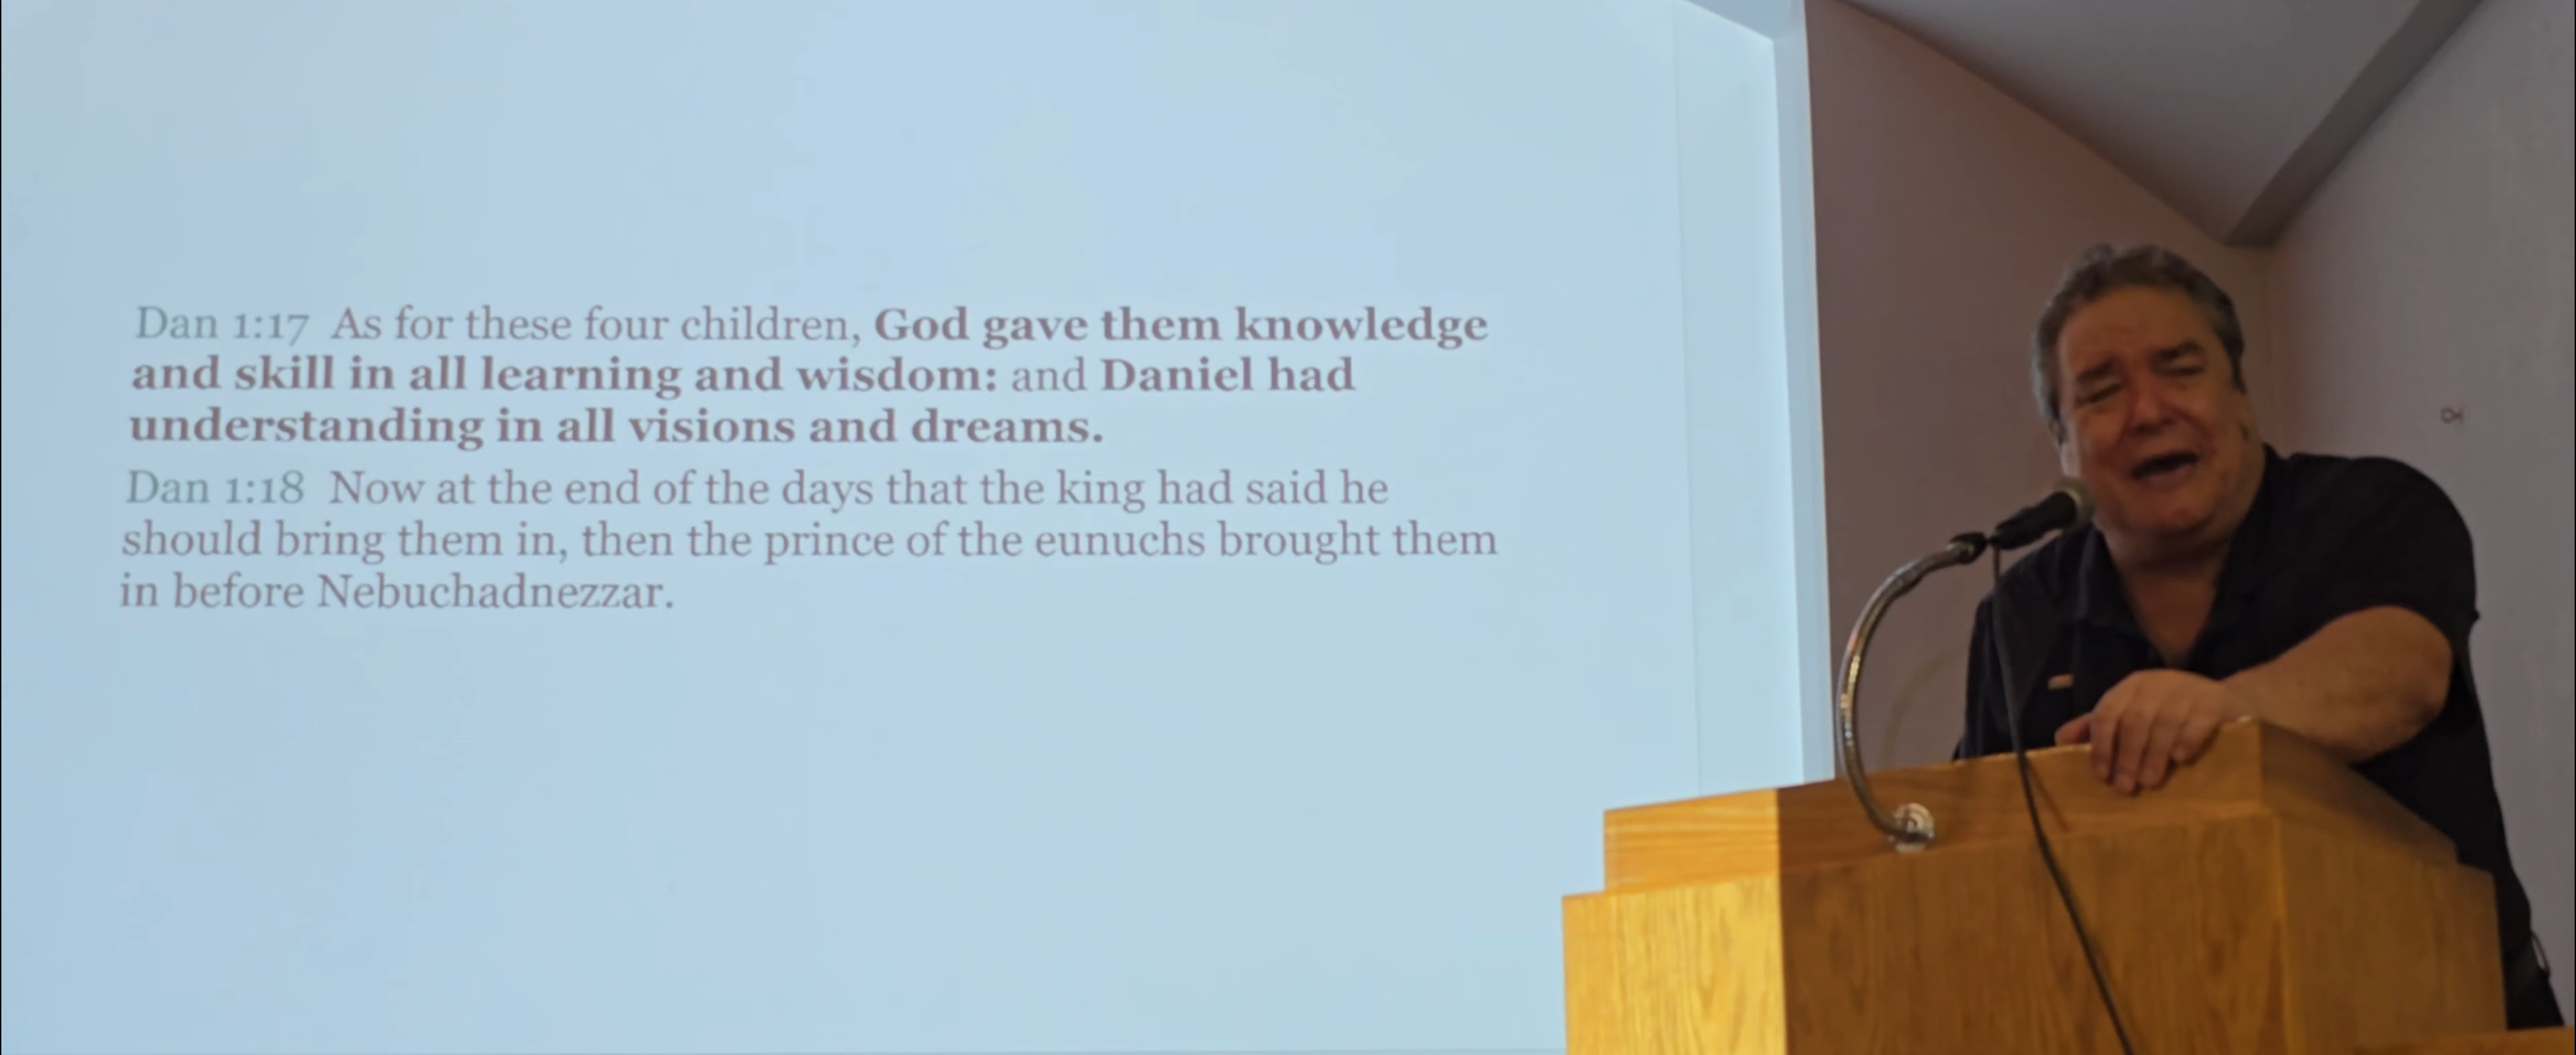 Dan 1:17 As for these four children, God gave them knowledge
and skill in all learning and wisdom: and Daniel had
understanding in all visions and dreams.
Dan 1:18 Now at the end of the days that the king had said he
should bring them in, then the prince of the eunuchs brought them
in before Nebuchadnezzar.